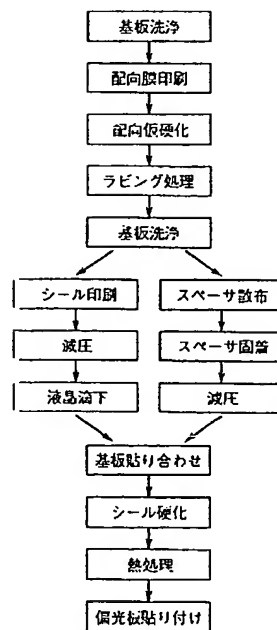 基板洗浄
配向膜印刷
配向仮硬化
ラビング処理
基板洗浄
シール印刷
スペーサ散布
減圧
スペーサ固着
液晶滴下
減圧
基板貼り合わせ
シール硬化
熱処理
偏光板貼り付け